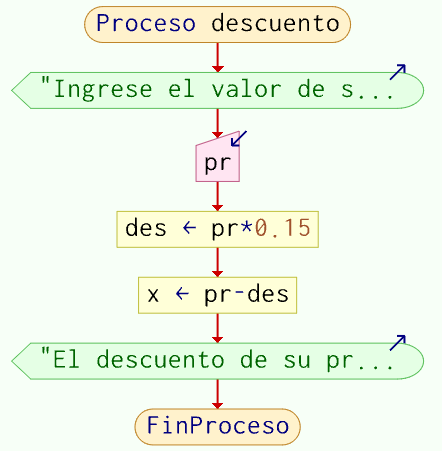 Proceso descuento
"Ingrese el valor de s...
pr
des ← pr*0.15
x ← pr-des
"El descuento de su pr...
FinProceso